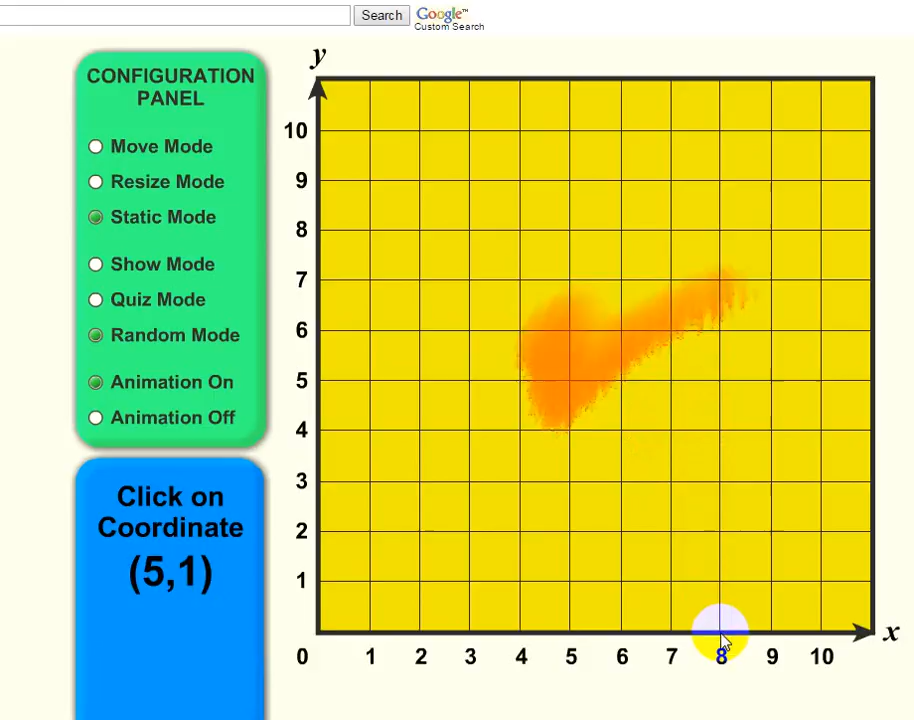 Search
Google™
Custom Search
CONFIGURATION
PANEL
Move Mode
Resize Mode
Static Mode
Show Mode
Quiz Mode
Random Mode
Animation On
Animation Off
Click on
Coordinate
(5,1)
y
10
9
8
7
6
5
4
3
2
1
0 1 2 3 4 5 6 7 8 9 10
x